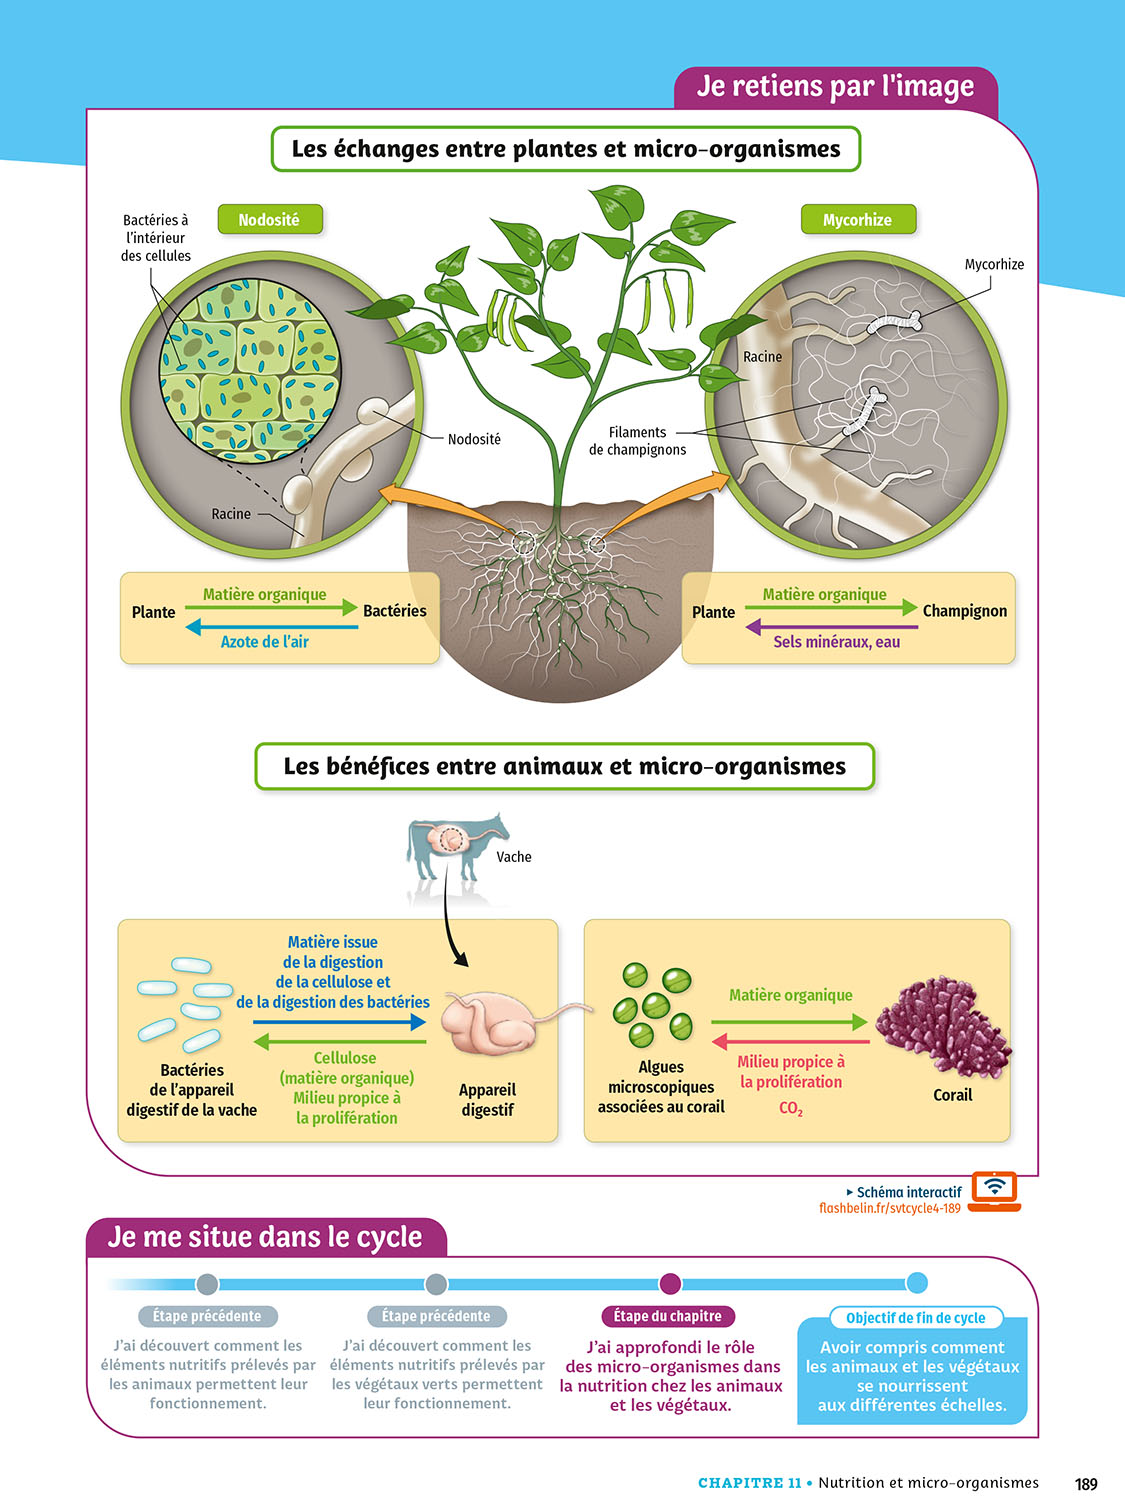 Je retiens par l'image
Les échanges entre plantes et micro-organismes
Bactéries à
l'intérieur
des cellules
Nodosité
Mycorhize
Mycorhize
Racine
Nodosité
Filaments
de champignons
Racine
Plante
Matière organique
Bactéries
Azote de l'air
Plante
Matière organique
Champignon
Sels minéraux, eau
Les bénéfices entre animaux et micro-organismes
Vache
Matière issue
de la digestion
de la cellulose et
de la digestion des bactéries
Cellulose
(matière organique)
Milieu propice à
la prolifération
Bactéries
de l'appareil
digestif de la vache
Appareil
digestif
Matière organique
Milieu propice à
la prolifération
CO₂
Algues
microscopiques
associées au corail
Corail
▸ Schéma interactif
flashbelin.fr/svtcycle4-189
Je me situe dans le cycle
Étape précédente
J'ai découvert comment les
éléments nutritifs prélevés par
les animaux permettent leur
fonctionnement.
Étape précédente
J'ai découvert comment les
éléments nutritifs prélevés par
les végétaux verts permettent
leur fonctionnement.
Étape du chapitre
J'ai approfondi le rôle
des micro-organismes dans
la nutrition chez les animaux
et les végétaux.
Objectif de fin de cycle
Avoir compris comment
les animaux et les végétaux
se nourrissent
aux différentes échelles.
CHAPITRE 11 • Nutrition et micro-organismes 189